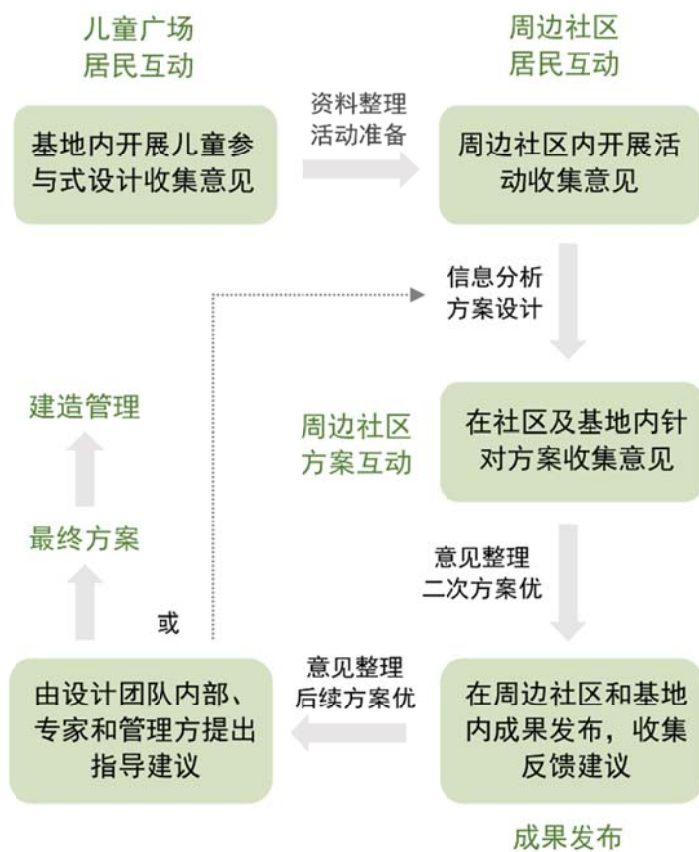 儿童广场
居民互动
周边社区
居民互动
基地内开展儿童参
与式设计收集意见
资料整理
活动准备
周边社区内开展活
动收集意见
信息分析
方案设计
建造管理
周边社区
方案互动
在社区及基地内针
对方案收集意见
最终方案
意见整理
二次方案优
或
由设计团队内部、
专家和管理方提出
指导建议
意见整理
后续方案优
在周边社区和基地
内成果发布，收集
反馈建议
成果发布